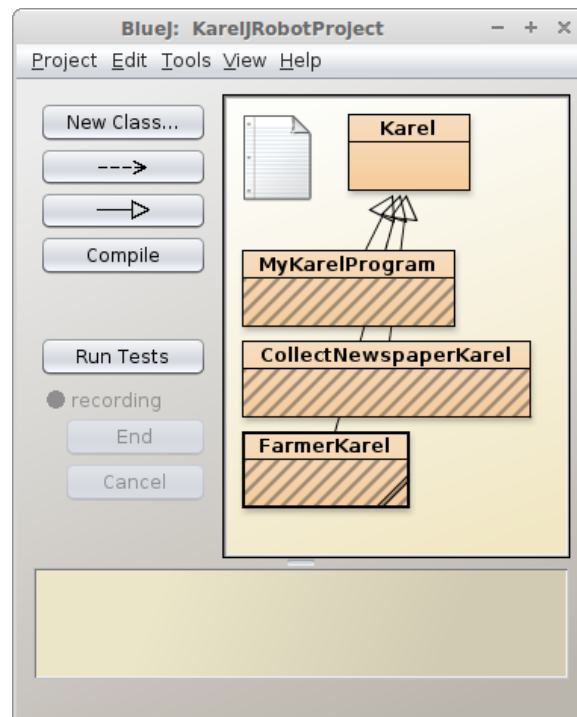 BlueJ: KarelJRobotProject
Project Edit Tools View Help
New Class...
Compile
Run Tests
recording
End
Cancel
Karel
MyKarelProgram
CollectNewspaperKarel
FarmerKarel